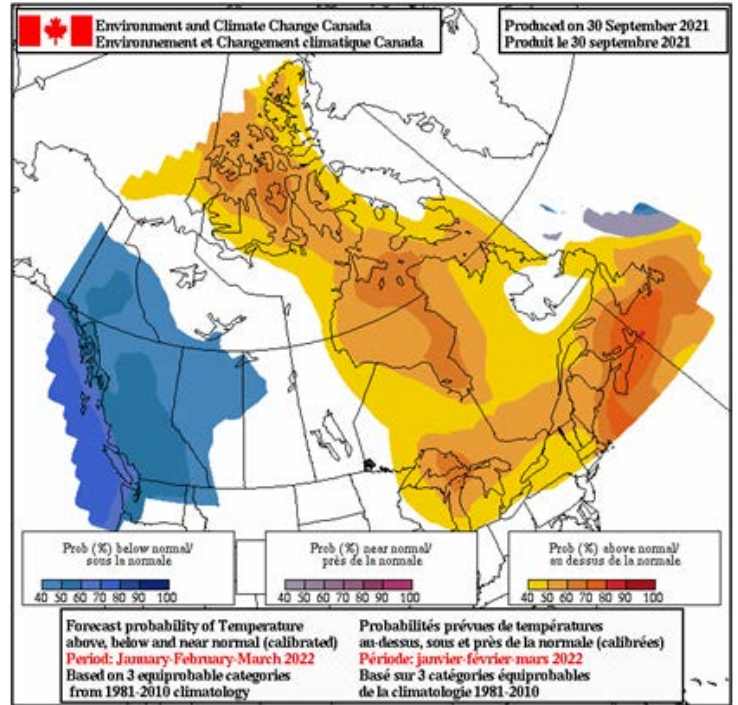 Environment and Climate Change Canada
Environnement et Changement climatique Canada
Produced on 30 September 2021
Produit le 30 septembre 2021
Prob (%) below normal/
sous la normale
40 50 60 70 80 90 100
Prob (%) near normal/
près de la normale
40 50 60 70 80 90 100
Prob (%) above normal/
au dessus de la normale
40 50 60 70 80 90 100
Forecast probability of Temperature
above, below and near normal (calibrated)
Period: January-February-March 2022
Based on 3 equiprobable categories
from 1981-2010 climatology
Probabilités prévues de températures
au-dessus, sous et près de la normale (calibrées)
Période: janvier-février-mars 2022
Basé sur 3 catégories équiprobables
de la climatologie 1981-2010